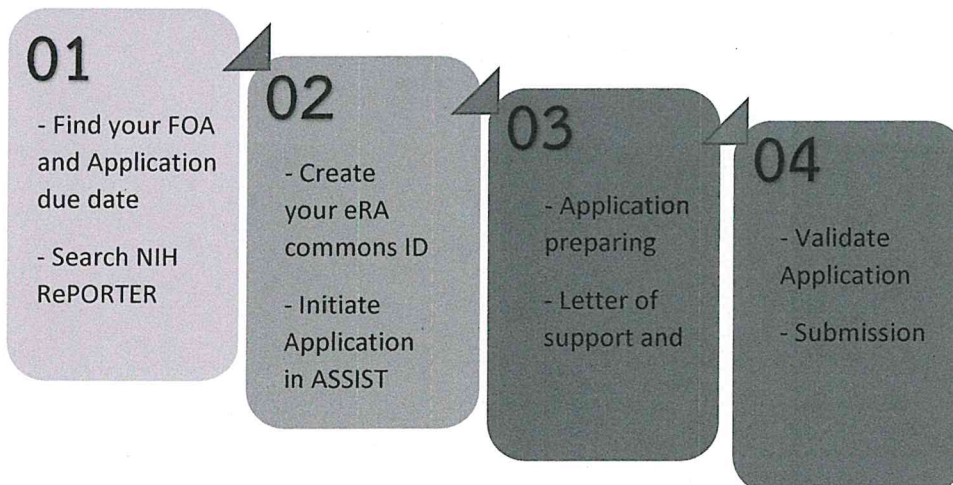 01
- Find your FOA
and Application
due date
- Search NIH
RePORTER
02
- Create
your eRA
commons ID
- Initiate
Application
in ASSIST
03
- Application
preparing
- Letter of
support and
04
- Validate
Application
- Submission